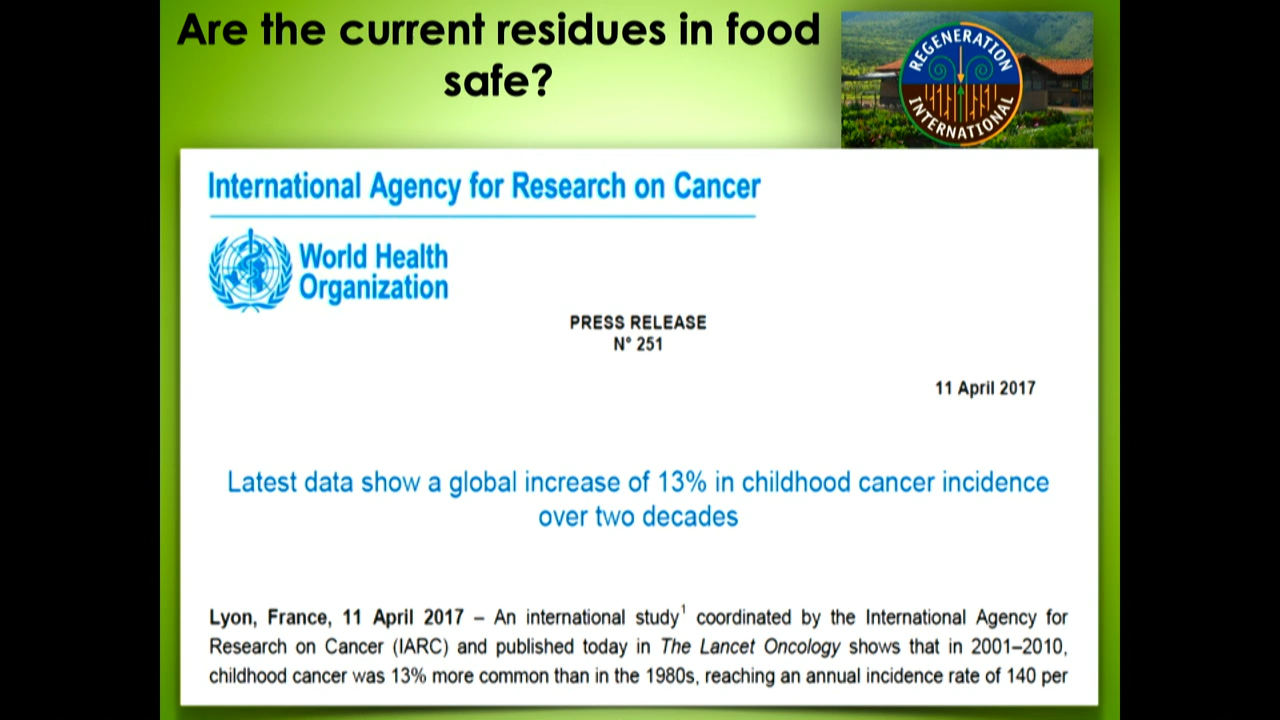 Are the current residues in food
safe?
REGENERATION
INTERNATIONAL
International Agency for Research on Cancer
World Health
Organization
PRESS RELEASE
N° 251
11 April 2017
Latest data show a global increase of 13% in childhood cancer incidence
over two decades
Lyon, France, 11 April 2017 – An international study¹ coordinated by the International Agency for
Research on Cancer (IARC) and published today in The Lancet Oncology shows that in 2001–2010,
childhood cancer was 13% more common than in the 1980s, reaching an annual incidence rate of 140 per